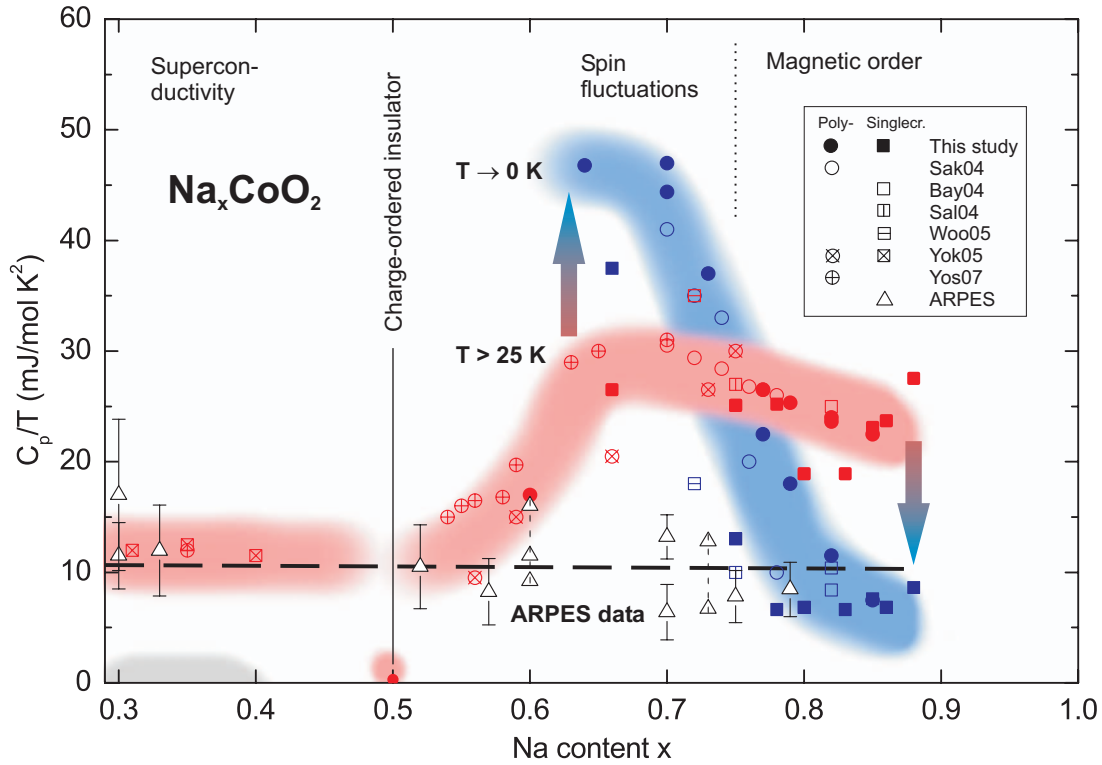 60
50
40
30
20
10
0
C_p/T (mJ/mol K²)
Supercon-
ductivity
Na_xCoO_2
Charge-ordered insulator
Spin
fluctuations
Magnetic order
T → 0 K
T > 25 K
ARPES data
Poly- Singlecr.
This study
Sak04
Bay04
Sal04
Woo05
Yok05
Yos07
ARPES
0.3 0.4 0.5 0.6 0.7 0.8 0.9 1.0
Na content x